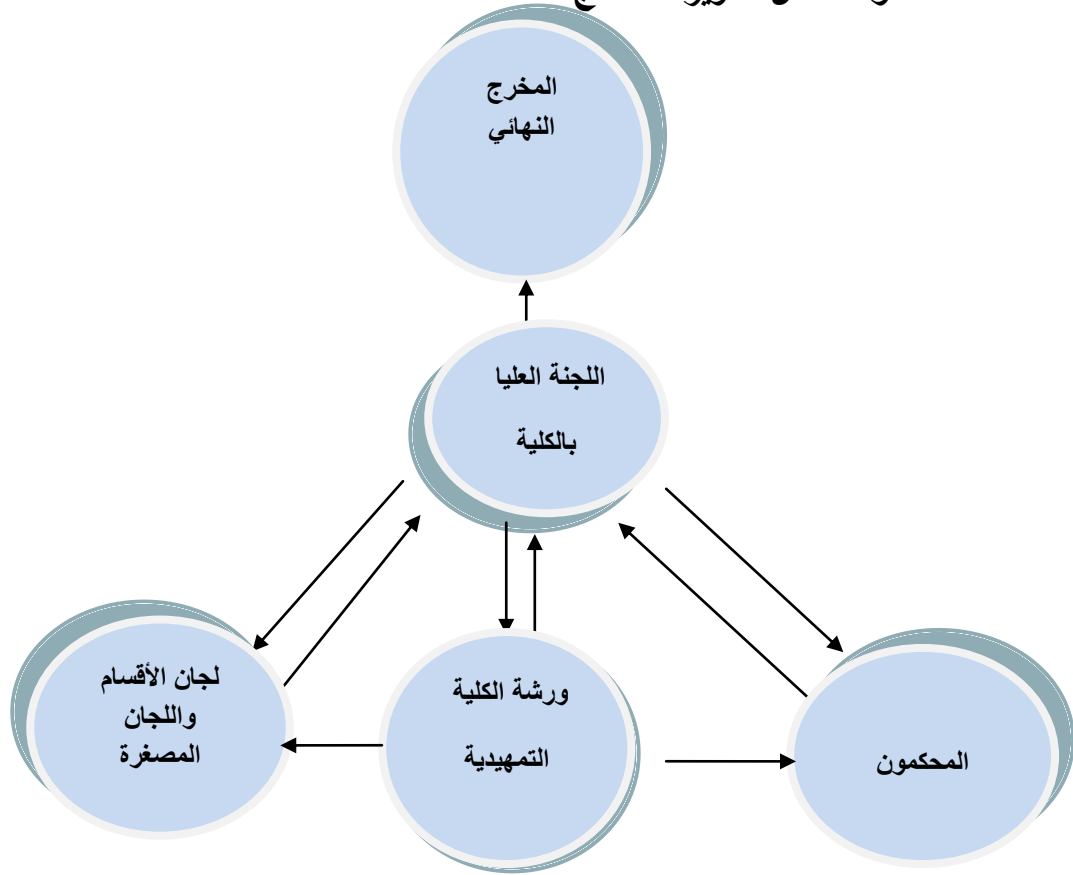 المخرج
النهائي
اللجنة العليا
بالكلية
لجان الأقسام
واللجان
المصغرة
ورشة الكلية
التمهيدية
المحكمون